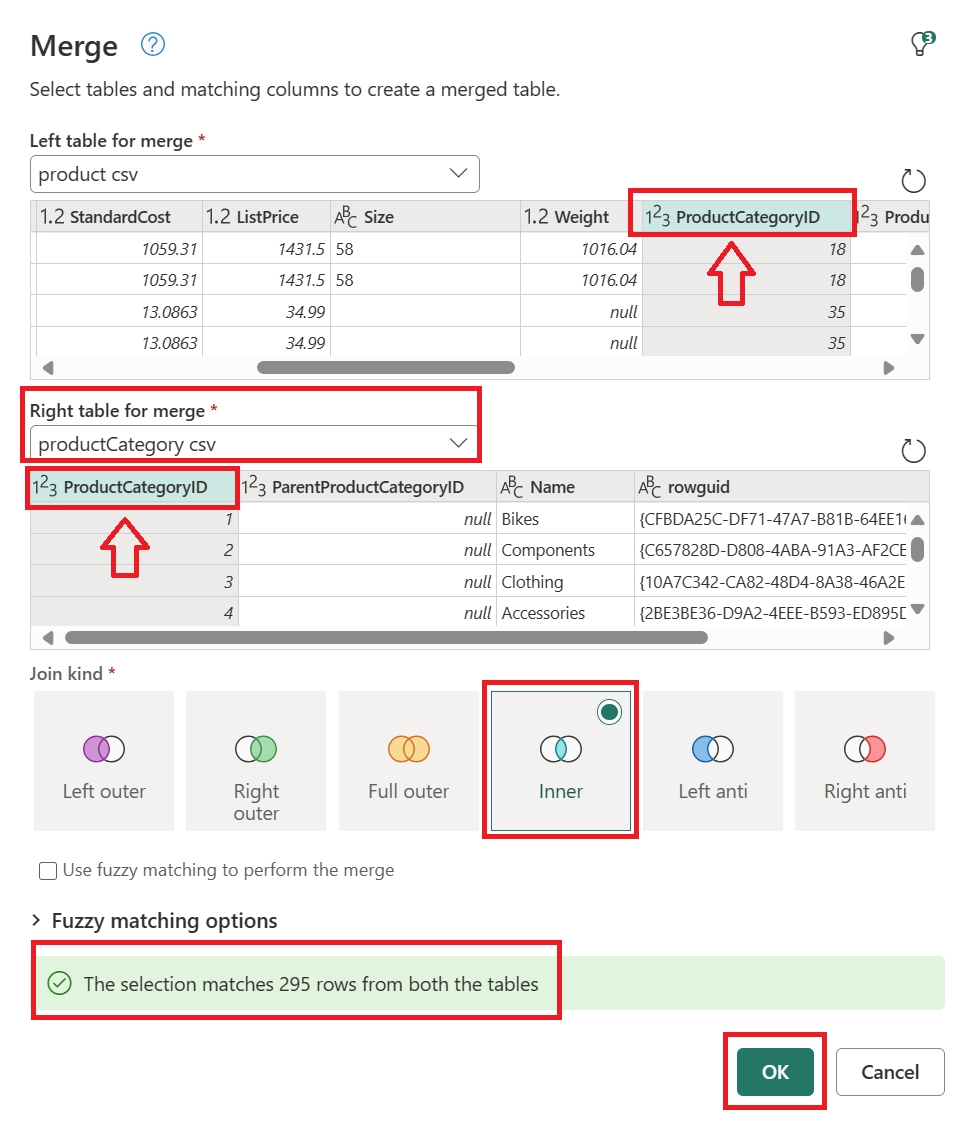 Merge ?
3
Select tables and matching columns to create a merged table.
Left table for merge *
product csv
1.2 StandardCost 1.2 ListPrice ABC Size 1.2 Weight 123 ProductCategoryID 123 Produ
1059.31 1431.5 58 1016.04 18
1059.31 1431.5 58 1016.04 18
13.0863 34.99 null 35
13.0863 34.99 null 35
Right table for merge *
productCategory csv
123 ProductCategoryID 123 ParentProductCategoryID ABC Name ABC rowguid
1 null Bikes {CFBDA25C-DF71-47A7-B81B-64EE1
2 null Components {C657828D-D808-4ABA-91A3-AF2CE
3 null Clothing {10A7C342-CA82-48D4-8A38-46A2E
4 null Accessories {2BE3BE36-D9A2-4EEE-B593-ED895D
Join kind *
Left outer Right outer Full outer Inner Left anti Right anti
Use fuzzy matching to perform the merge
Fuzzy matching options
The selection matches 295 rows from both the tables
OK Cancel